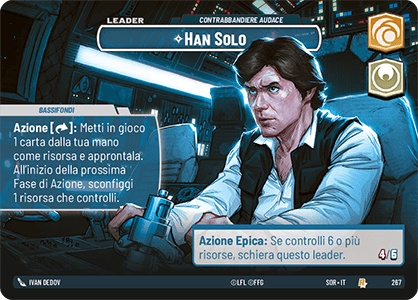 LEADER
CONTRABBANDIERE AUDACE
HAN SOLO
BASSIFONDI
Azione [ ]: Metti in gioco
1 carta dalla tua mano
come risorsa e approntala.
All'inizio della prossima
Fase di Azione, sconfiggi
1 risorsa che controlli.
Azione Epica: Se controlli 6 o più
risorse, schiera questo leader.
4/6
IVAN DEDOV
©LFL ©FFG
SOR • IT
267